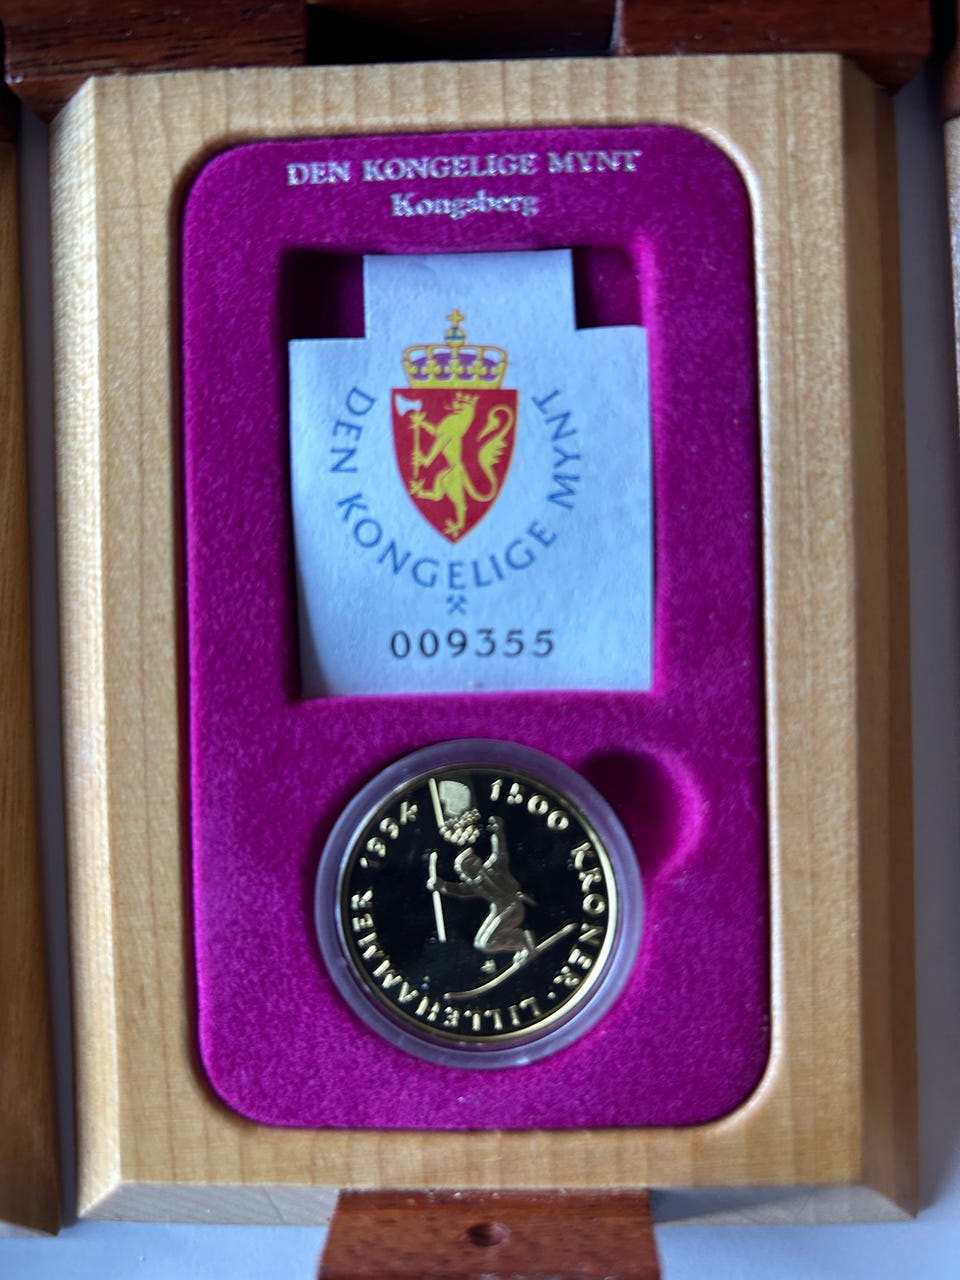 DEN KONGELIGE MYNT
Kongsberg
DEN KONGELIGE MYNT
009355
1500 KRONER · LILLEHAMMER 1994